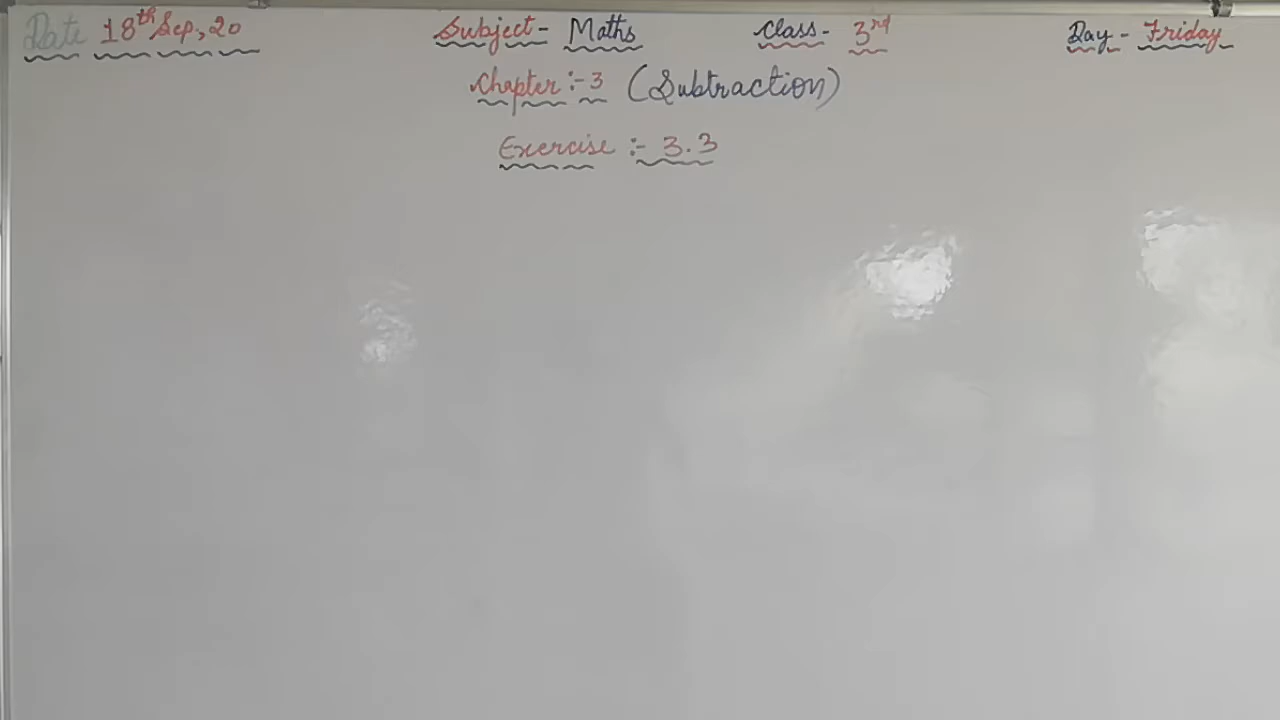 Date 18th Sep, 20 Subject- Maths Class- 3rd Day- Friday
Chapter :- 3 (Subtraction)
Exercise :- 3.3